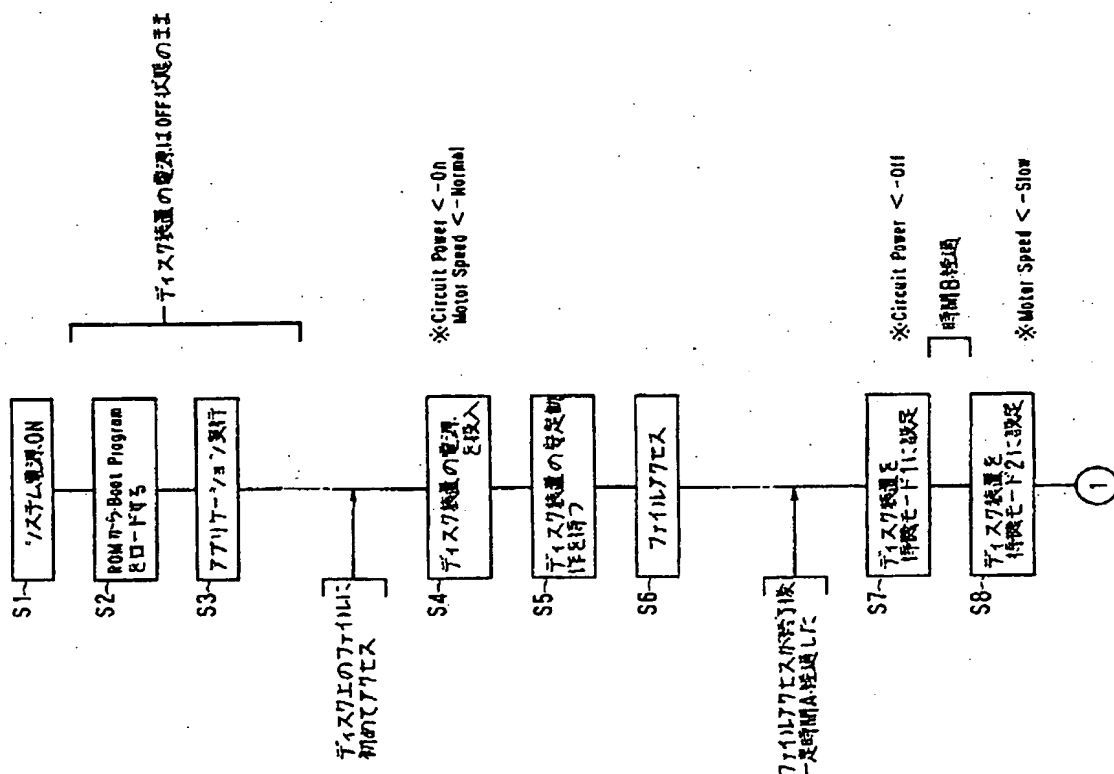 S1
システム電源ON
S2
ROMからBoot Program
をロードする
S3
アプリケーション実行
ディスク装置の電源はOFF状態のまま
ディスク上のファイルに
初めてアクセス
S4
ディスク装置の電源
を投入
※Circuit Power <-On
Motor Speed <-Normal
S5
ディスク装置の安定動
作を待つ
S6
ファイルアクセス
ファイルアクセスが終了後
一定時間A経過した
S7
ディスク装置を
待機モード1に設定
※Circuit Power <-Off
時間B経過
S8
ディスク装置を
待機モード2に設定
※Motor Speed <-Slow
1